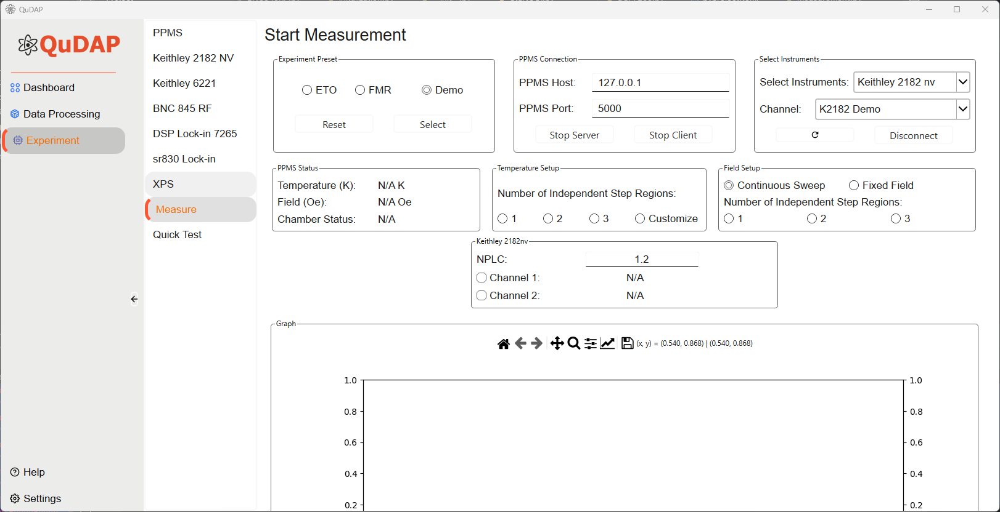 QuDAP
QuDAP
Dashboard
Data Processing
Experiment
Help
Settings
PPMS
Keithley 2182 NV
Keithley 6221
BNC 845 RF
DSP Lock-in 7265
sr830 Lock-in
XPS
Measure
Quick Test
Start Measurement
Experiment Preset
ETO FMR Demo
Reset Select
PPMS Connection
PPMS Host: 127.0.0.1
PPMS Port: 5000
Stop Server Stop Client
Select Instruments
Select Instruments: Keithley 2182 nv
Channel: K2182 Demo
Disconnect
PPMS Status
Temperature (K): N/A K
Field (Oe): N/A Oe
Chamber Status: N/A
Temperature Setup
Number of Independent Step Regions:
1 2 3 Customize
Field Setup
Continuous Sweep Fixed Field
Number of Independent Step Regions:
1 2 3
Keithley 2182nv
NPLC: 1.2
Channel 1: N/A
Channel 2: N/A
Graph
(x, y) = (0.540, 0.868) | (0.540, 0.868)
1.0 1.0
0.8 0.8
0.6 0.6
0.4 0.4
0.2 0.2